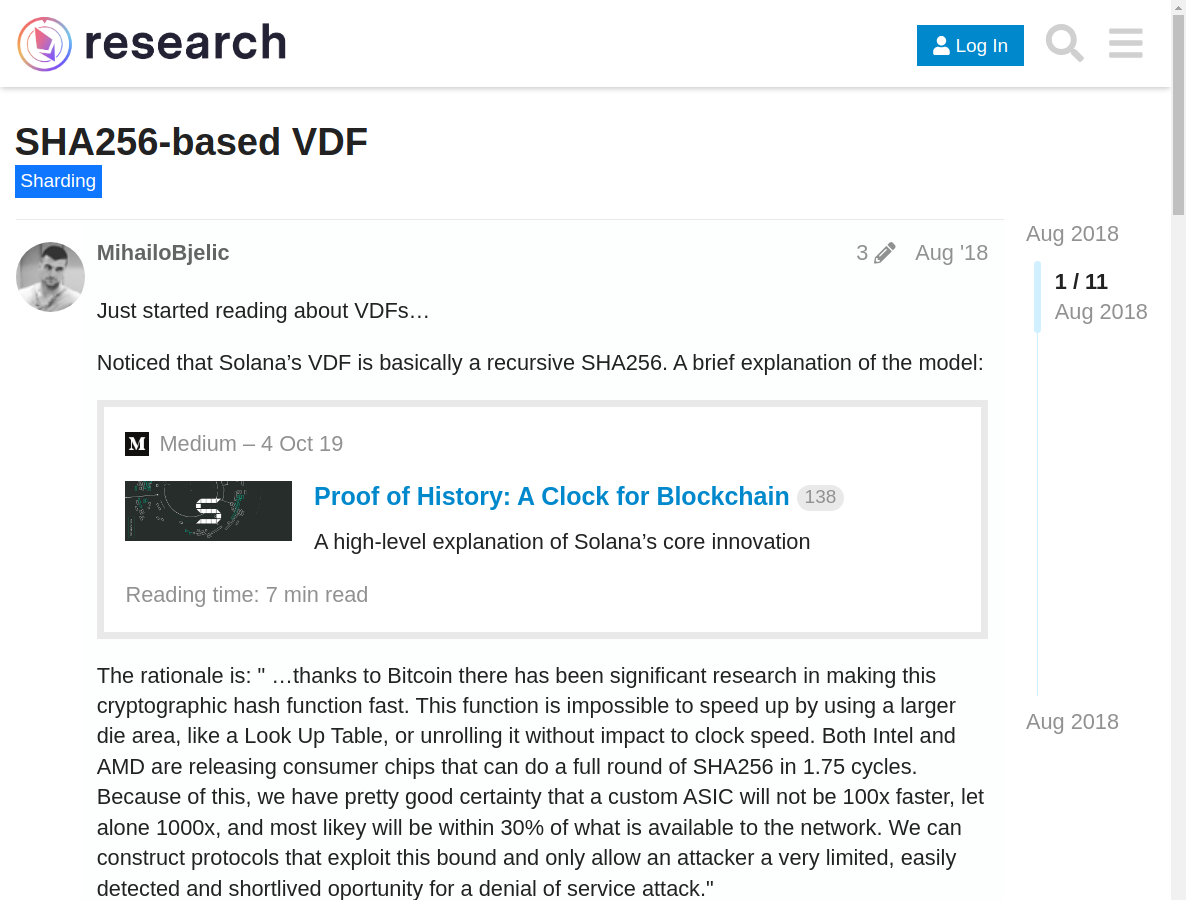 research
Log In
SHA256-based VDF
Sharding
MihailoBjelic
3
Aug '18
Just started reading about VDFs…
Noticed that Solana’s VDF is basically a recursive SHA256. A brief explanation of the model:
M
Medium – 4 Oct 19
S
Proof of History: A Clock for Blockchain 138
A high-level explanation of Solana’s core innovation
Reading time: 7 min read
The rationale is: " …thanks to Bitcoin there has been significant research in making this
cryptographic hash function fast. This function is impossible to speed up by using a larger
die area, like a Look Up Table, or unrolling it without impact to clock speed. Both Intel and
AMD are releasing consumer chips that can do a full round of SHA256 in 1.75 cycles.
Because of this, we have pretty good certainty that a custom ASIC will not be 100x faster, let
alone 1000x, and most likey will be within 30% of what is available to the network. We can
construct protocols that exploit this bound and only allow an attacker a very limited, easily
detected and shortlived oportunity for a denial of service attack."
Aug 2018
1 / 11
Aug 2018
Aug 2018